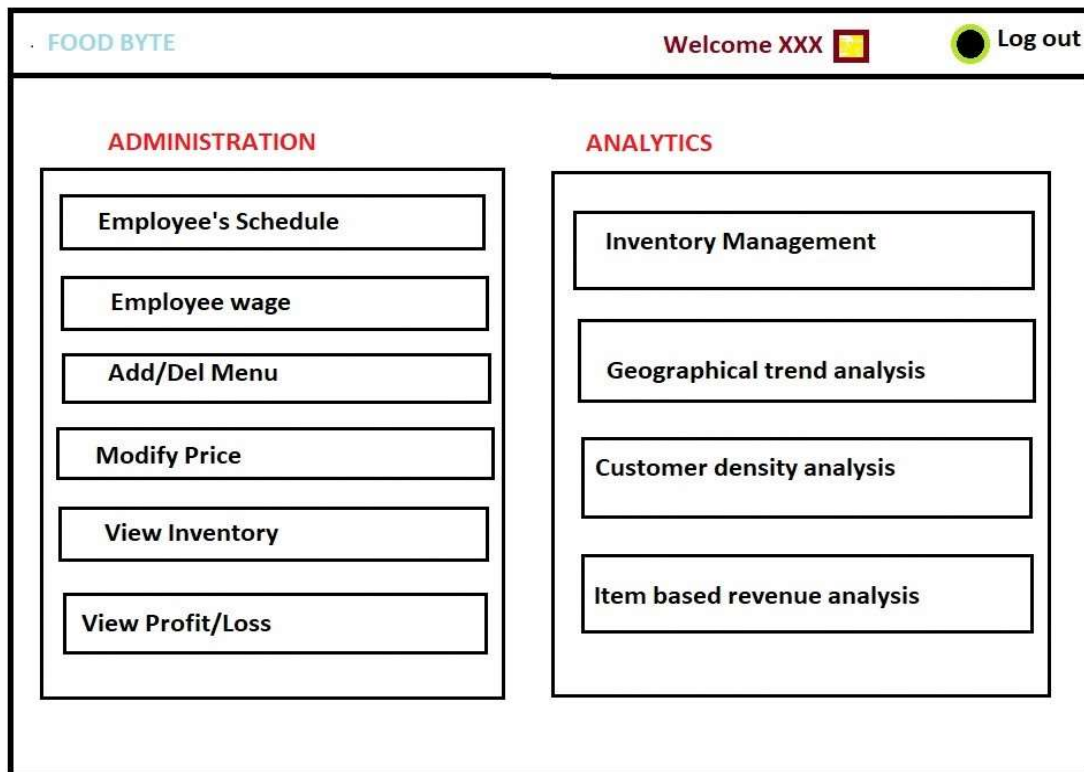 . FOOD BYTE
Welcome XXX
Log out
ADMINISTRATION
Employee's Schedule
Employee wage
Add/Del Menu
Modify Price
View Inventory
View Profit/Loss
ANALYTICS
Inventory Management
Geographical trend analysis
Customer density analysis
Item based revenue analysis